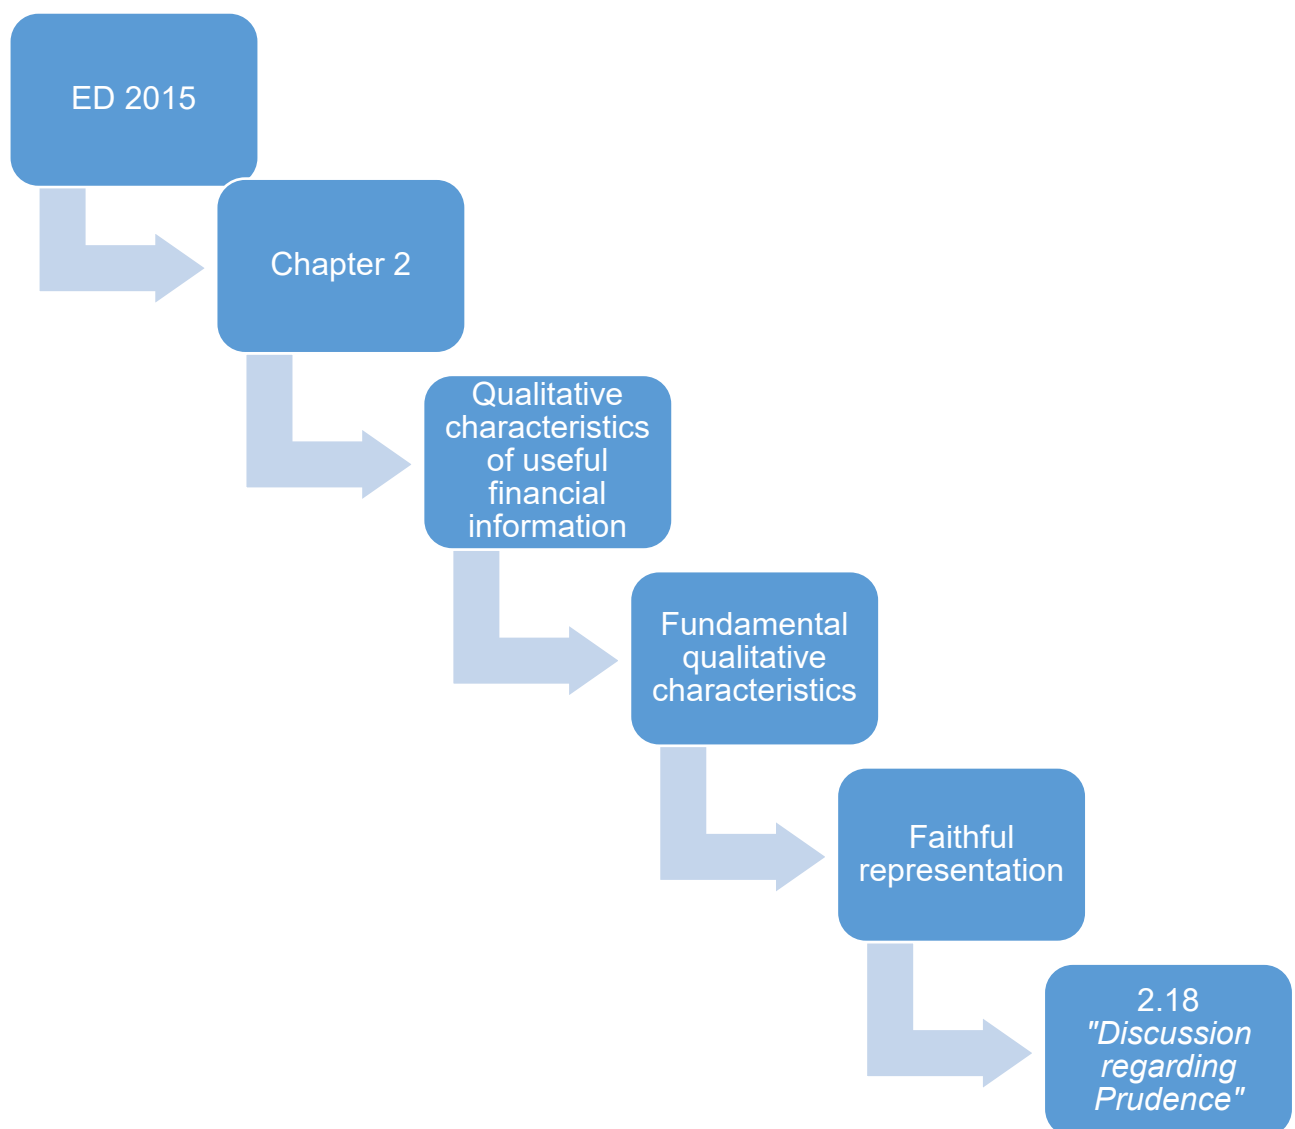 ED 2015
Chapter 2
Qualitative
characteristics
of useful
financial
information
Fundamental
qualitative
characteristics
Faithful
representation
2.18
"Discussion
regarding
Prudence"